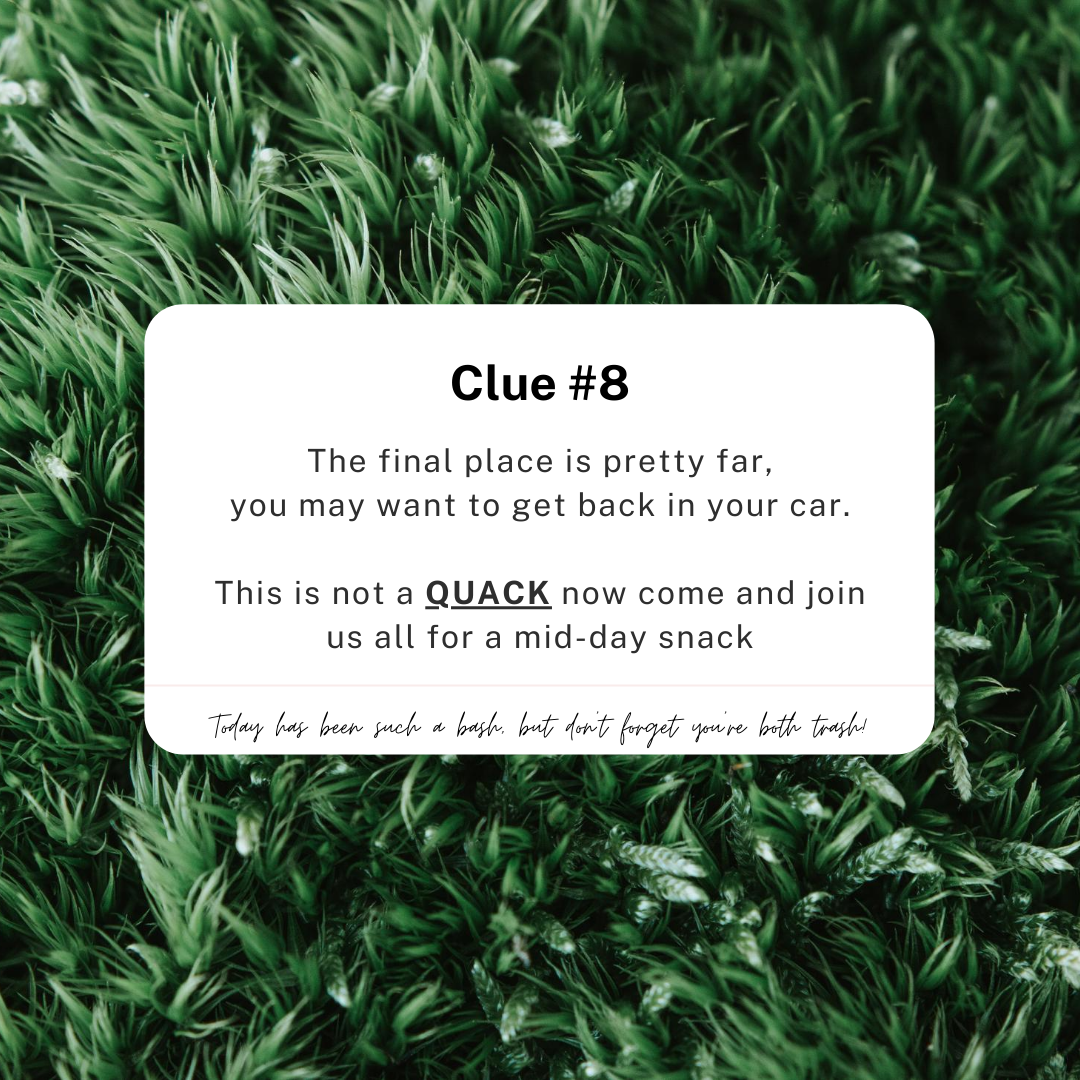 Clue #8
The final place is pretty far,
you may want to get back in your car.
This is not a QUACK now come and join
us all for a mid-day snack
Today has been such a bash, but don't forget you're both trash!